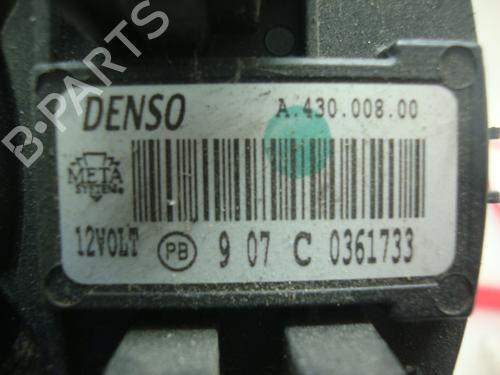 DENSO
A.430.008.00
META
SYSTEM
12VOLT
PB
9 07 C 0361733
B-PARTS